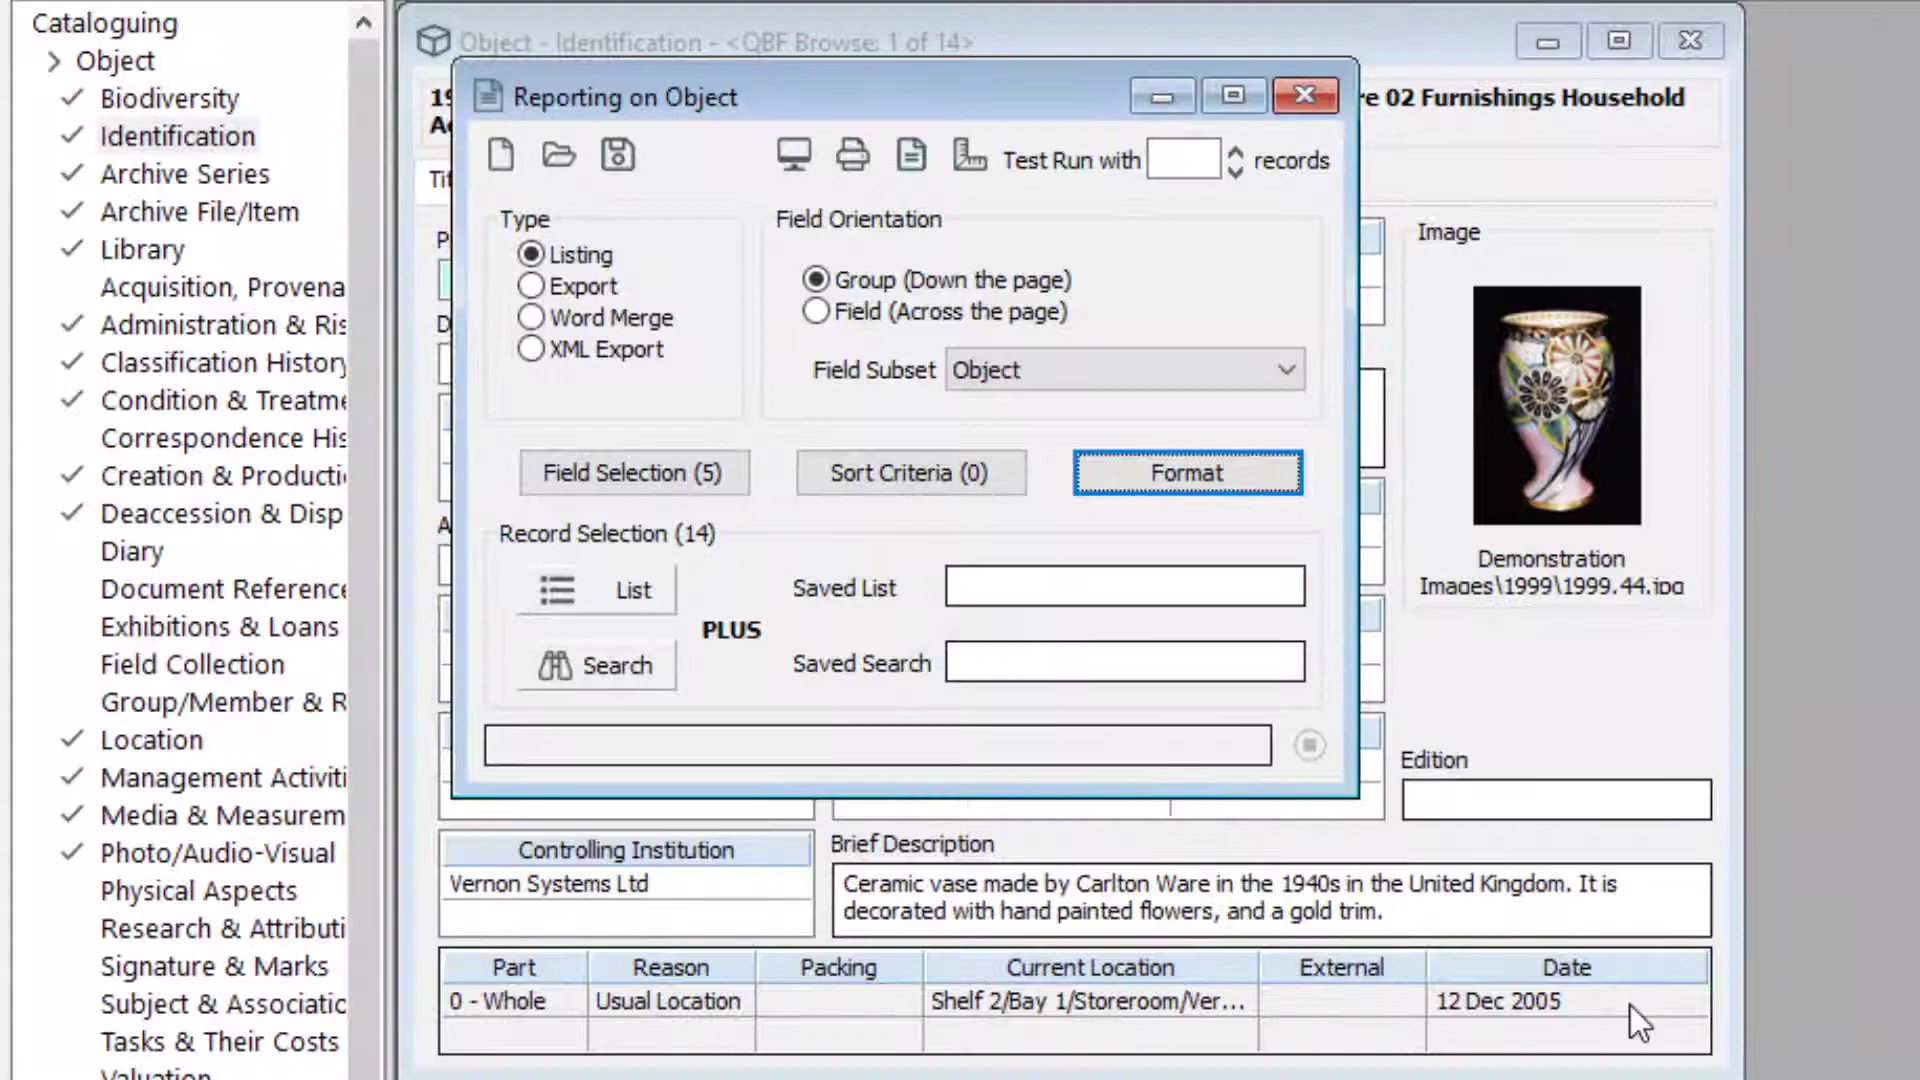 Cataloguing
Object
Biodiversity
Identification
Archive Series
Archive File/Item
Library
Acquisition, Provena
Administration & Ris
Classification History
Condition & Treatme
Correspondence His
Creation & Producti
Deaccession & Disp
Diary
Document Reference
Exhibitions & Loans
Field Collection
Group/Member & R
Location
Management Activiti
Media & Measurem
Photo/Audio-Visual
Physical Aspects
Research & Attributi
Signature & Marks
Subject & Associatic
Tasks & Their Costs
Valuation
Object - Identification - <QBF Browse: 1 of 14>
re 02 Furnishings Household
Reporting on Object
Test Run with records
Type
Listing
Export
Word Merge
XML Export
Field Orientation
Group (Down the page)
Field (Across the page)
Field Subset Object
Field Selection (5)
Sort Criteria (0)
Format
Record Selection (14)
List
Search
PLUS
Saved List
Saved Search
Image
Demonstration
Images\1999\1999.44.jpg
Edition
Controlling Institution
Vernon Systems Ltd
Brief Description
Ceramic vase made by Carlton Ware in the 1940s in the United Kingdom. It is
decorated with hand painted flowers, and a gold trim.
Part Reason Packing Current Location External Date
0 - Whole Usual Location Shelf 2/Bay 1/Storeroom/Ver... 12 Dec 2005